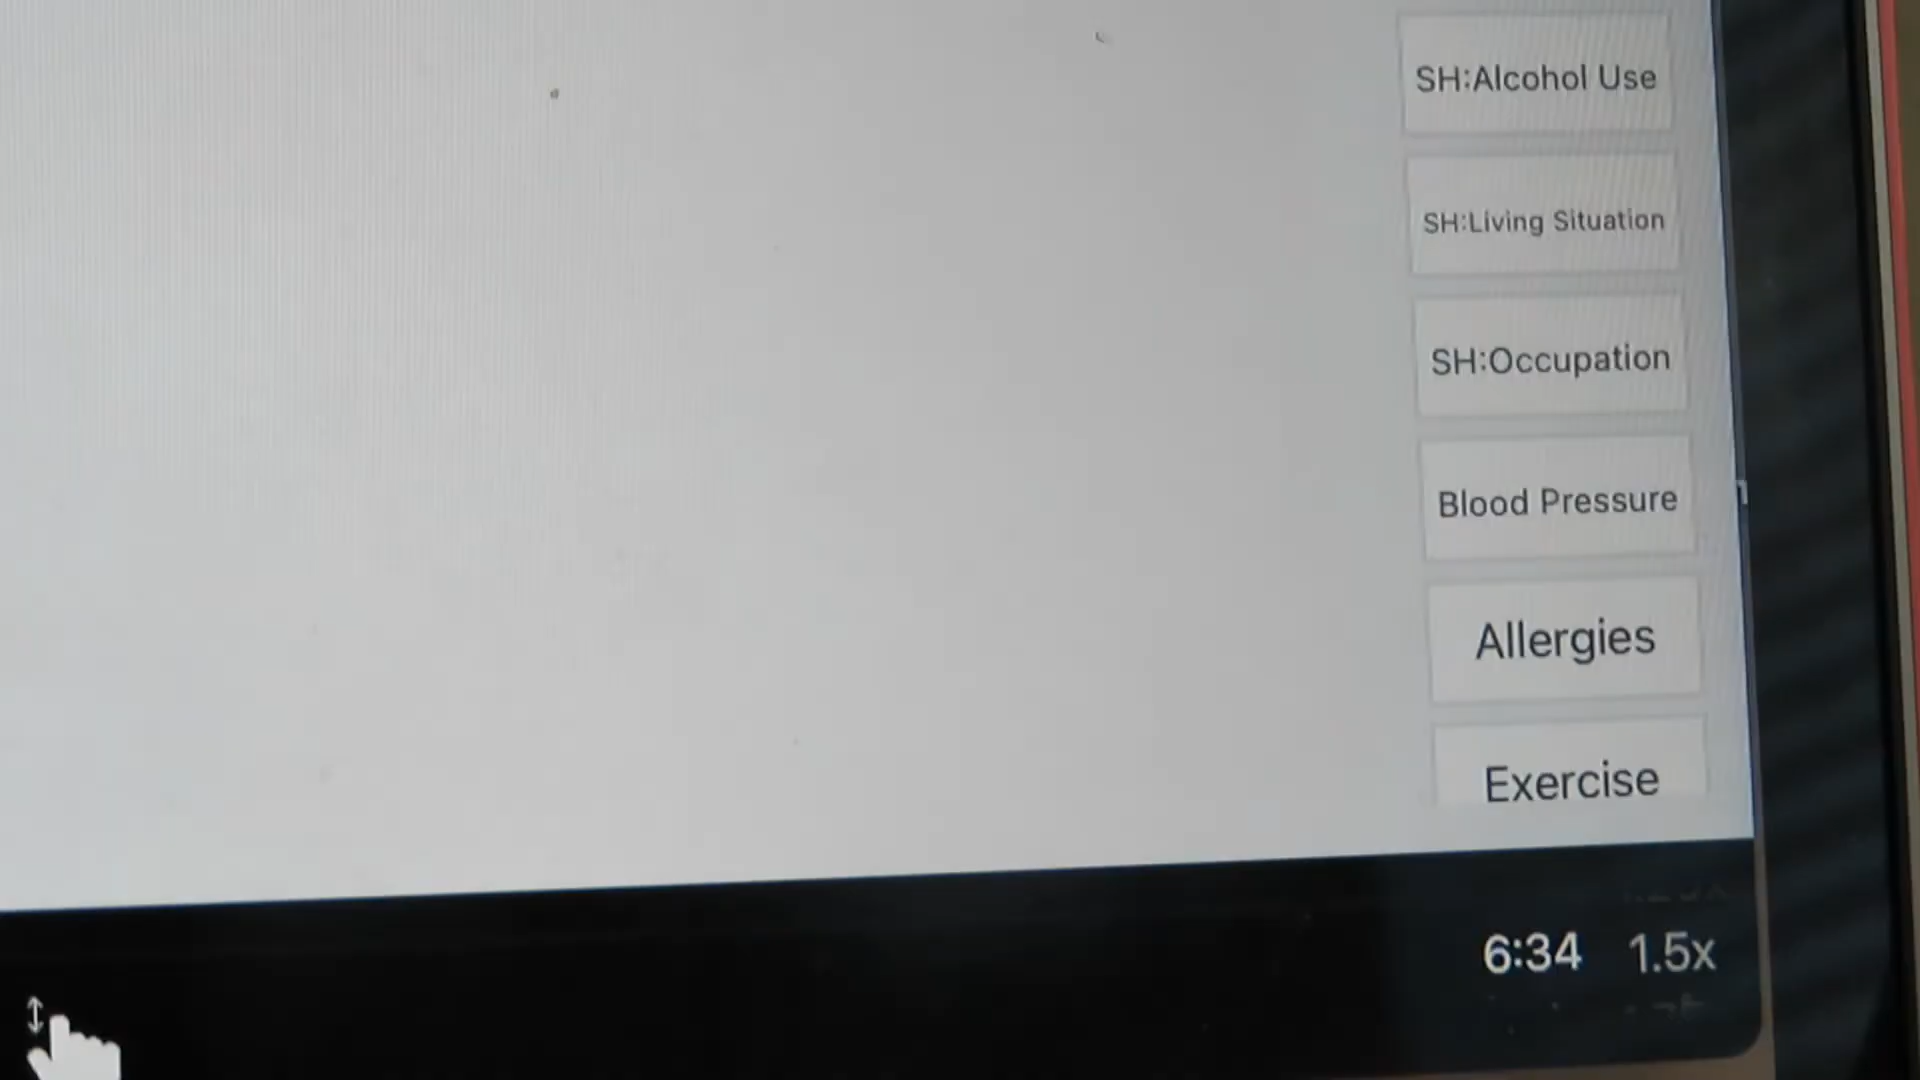 SH:Alcohol Use
SH:Living Situation
SH:Occupation
Blood Pressure
Allergies
Exercise
6:34 1.5x